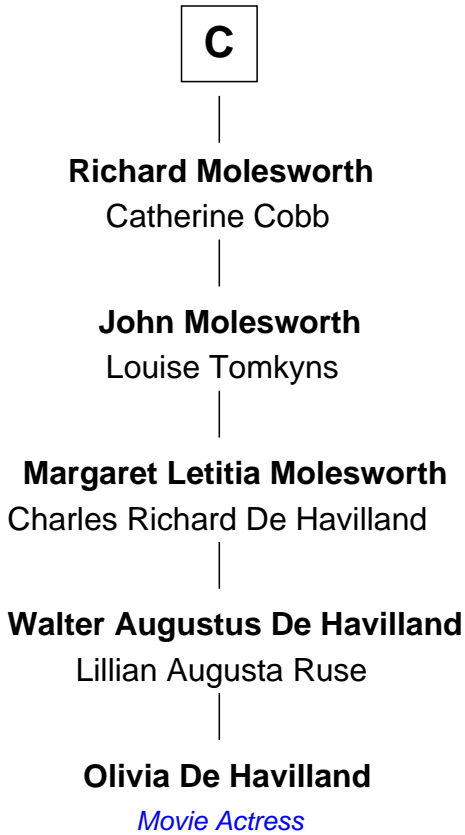 C
Richard Molesworth
Catherine Cobb
John Molesworth
Louise Tomkyns
Margaret Letitia Molesworth
Charles Richard De Havilland
Walter Augustus De Havilland
Lillian Augusta Ruse
Olivia De Havilland
Movie Actress